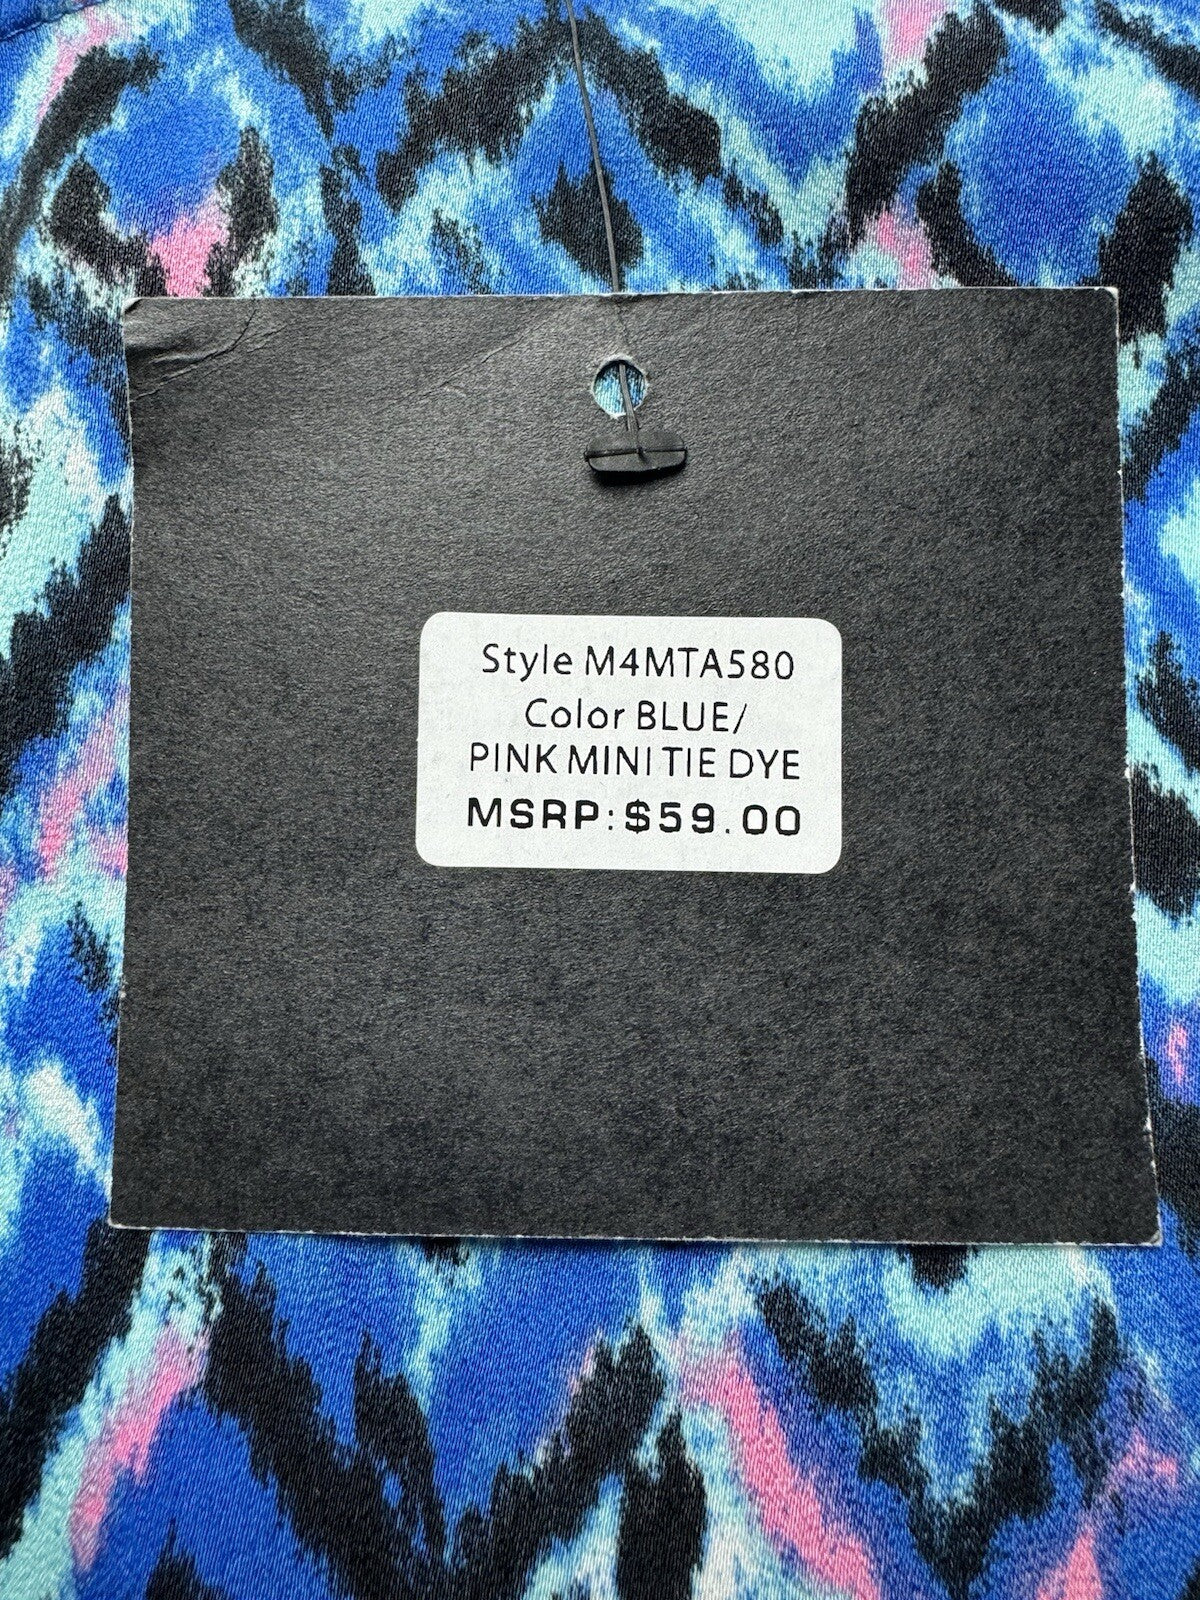 Style M4MTA580
Color BLUE/
PINK MINI TIE DYE
MSRP:$59.00